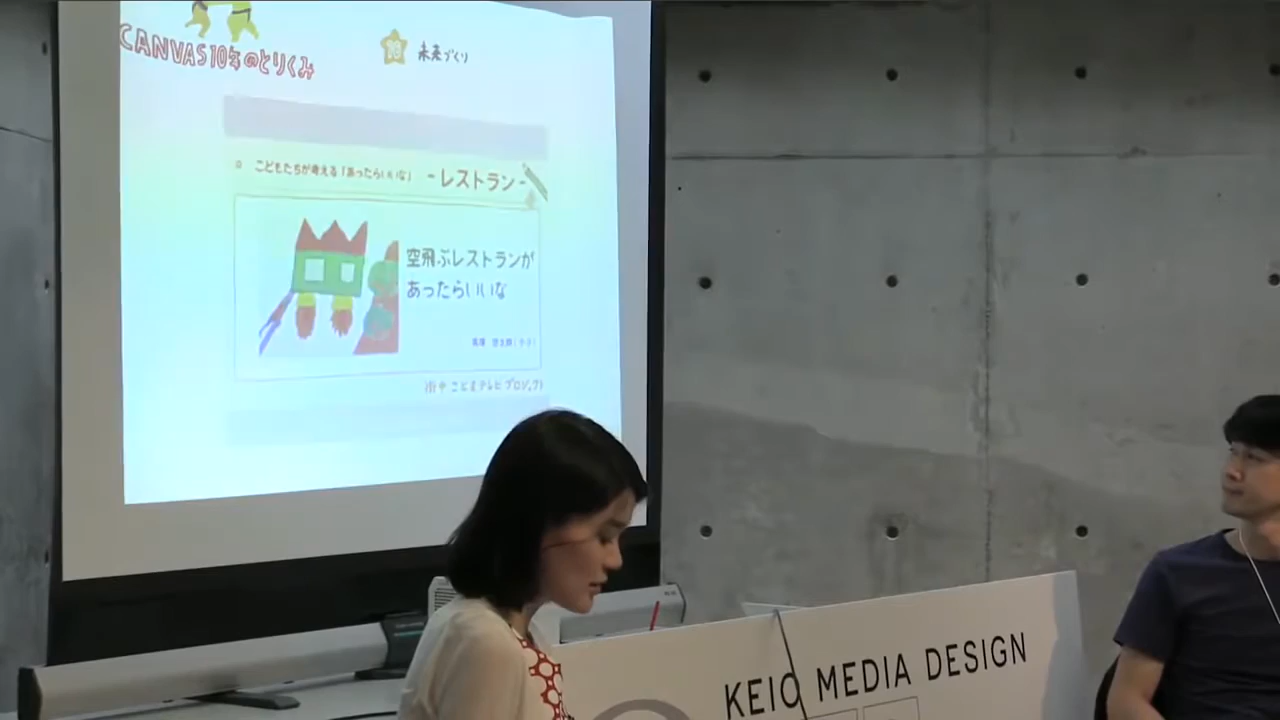 CANVAS10年のとりくみ
未来づくり
こどもたちが考える「あったらいいな」 -レストラン-
空飛ぶレストランが
あったらいいな
こどもテレビプロジェクト
KEIO MEDIA DESIGN